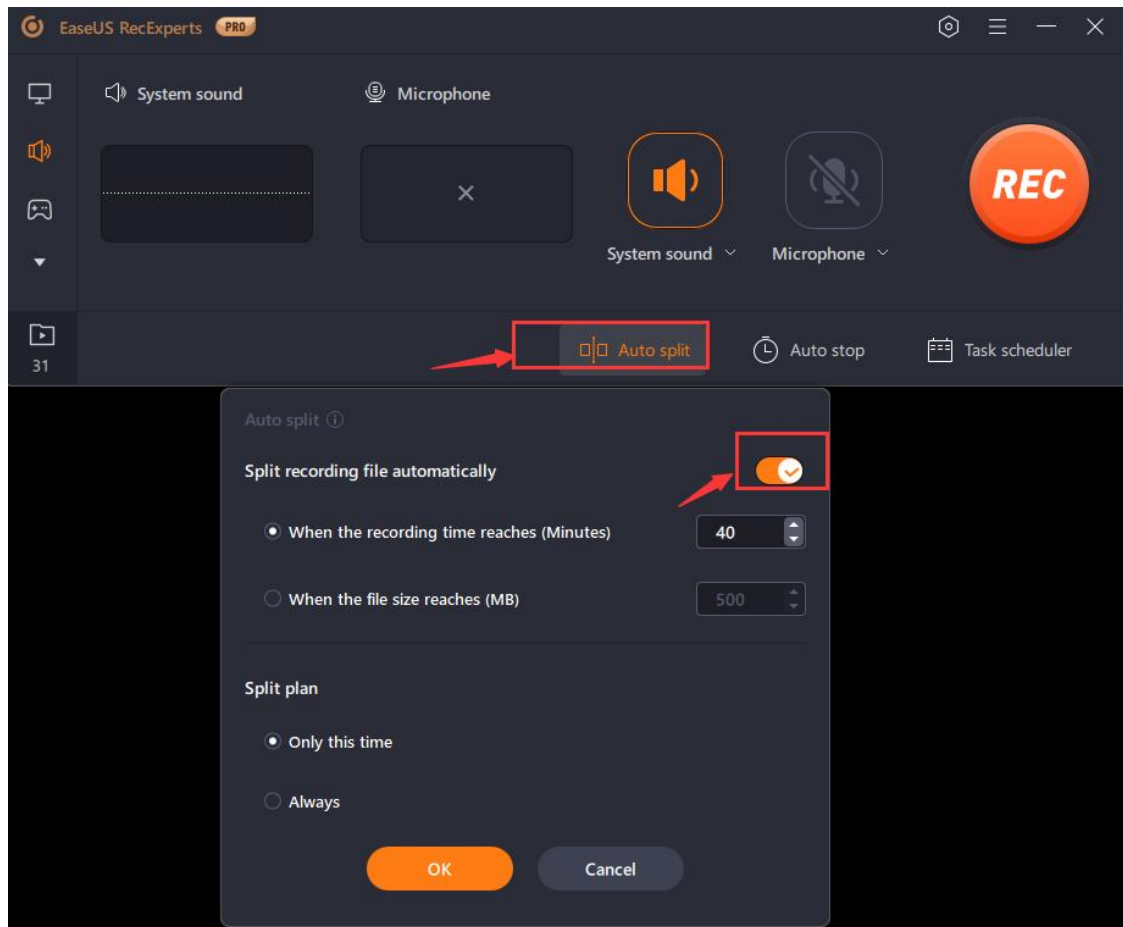 EaseUS RecExperts PRO
System sound Microphone
REC
System sound Microphone
31 Auto split Auto stop Task scheduler
Auto split
Split recording file automatically
When the recording time reaches (Minutes) 40
When the file size reaches (MB) 500
Split plan
Only this time
Always
OK Cancel